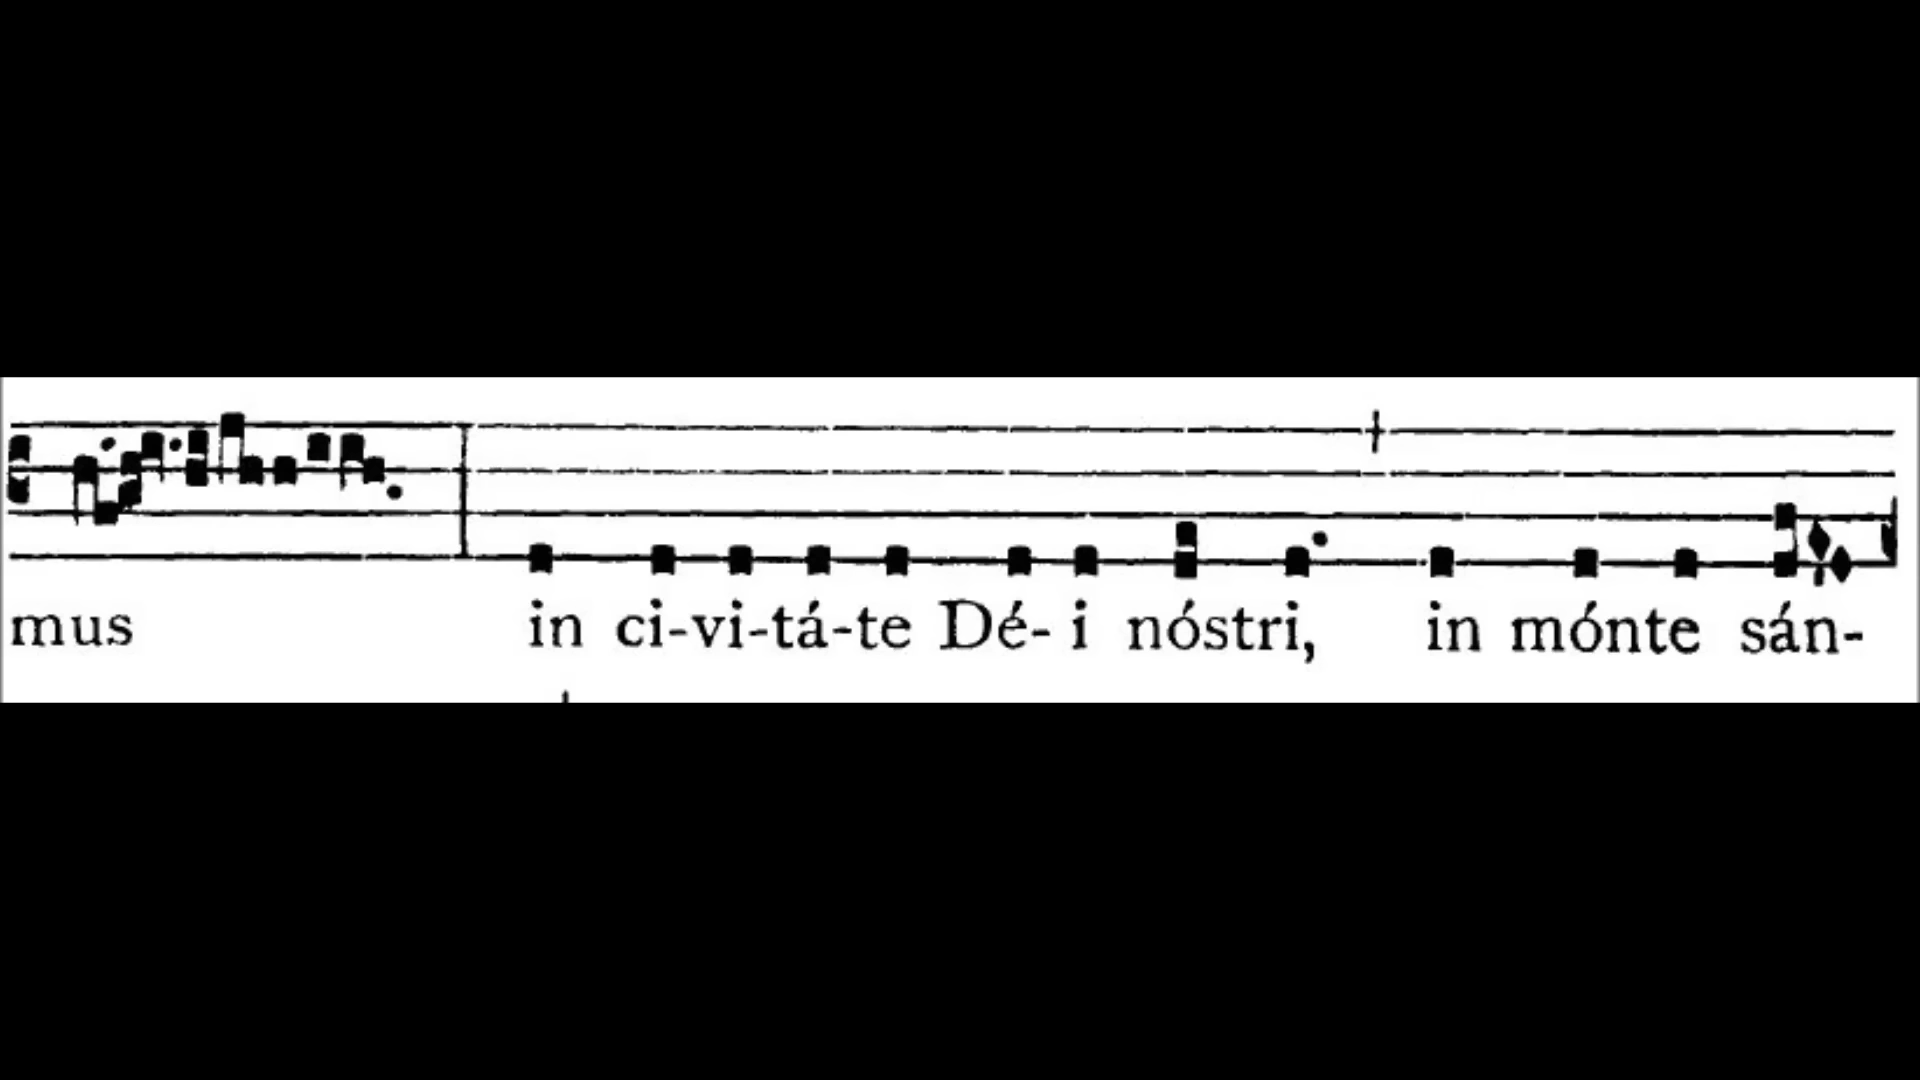 mus in ci-vi-tá-te Dé- i nóstri, in mónte sán-